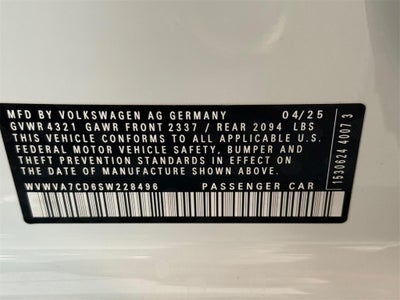 MFD BY VOLKSWAGEN AG GERMANY 04/25
GVWR 4321 GAWR FRONT 2337 / REAR 2094 LBS
THIS VEHICLE CONFORMS TO ALL APPLICABLE U.S.
FEDERAL MOTOR VEHICLE SAFETY, BUMPER AND
THEFT PREVENTION STANDARDS IN EFFECT ON
THE DATE OF MANUFACTURE SHOWN ABOVE.
WVWVA7CD6SW228496 PASSENGER CAR
1530624 4007 3